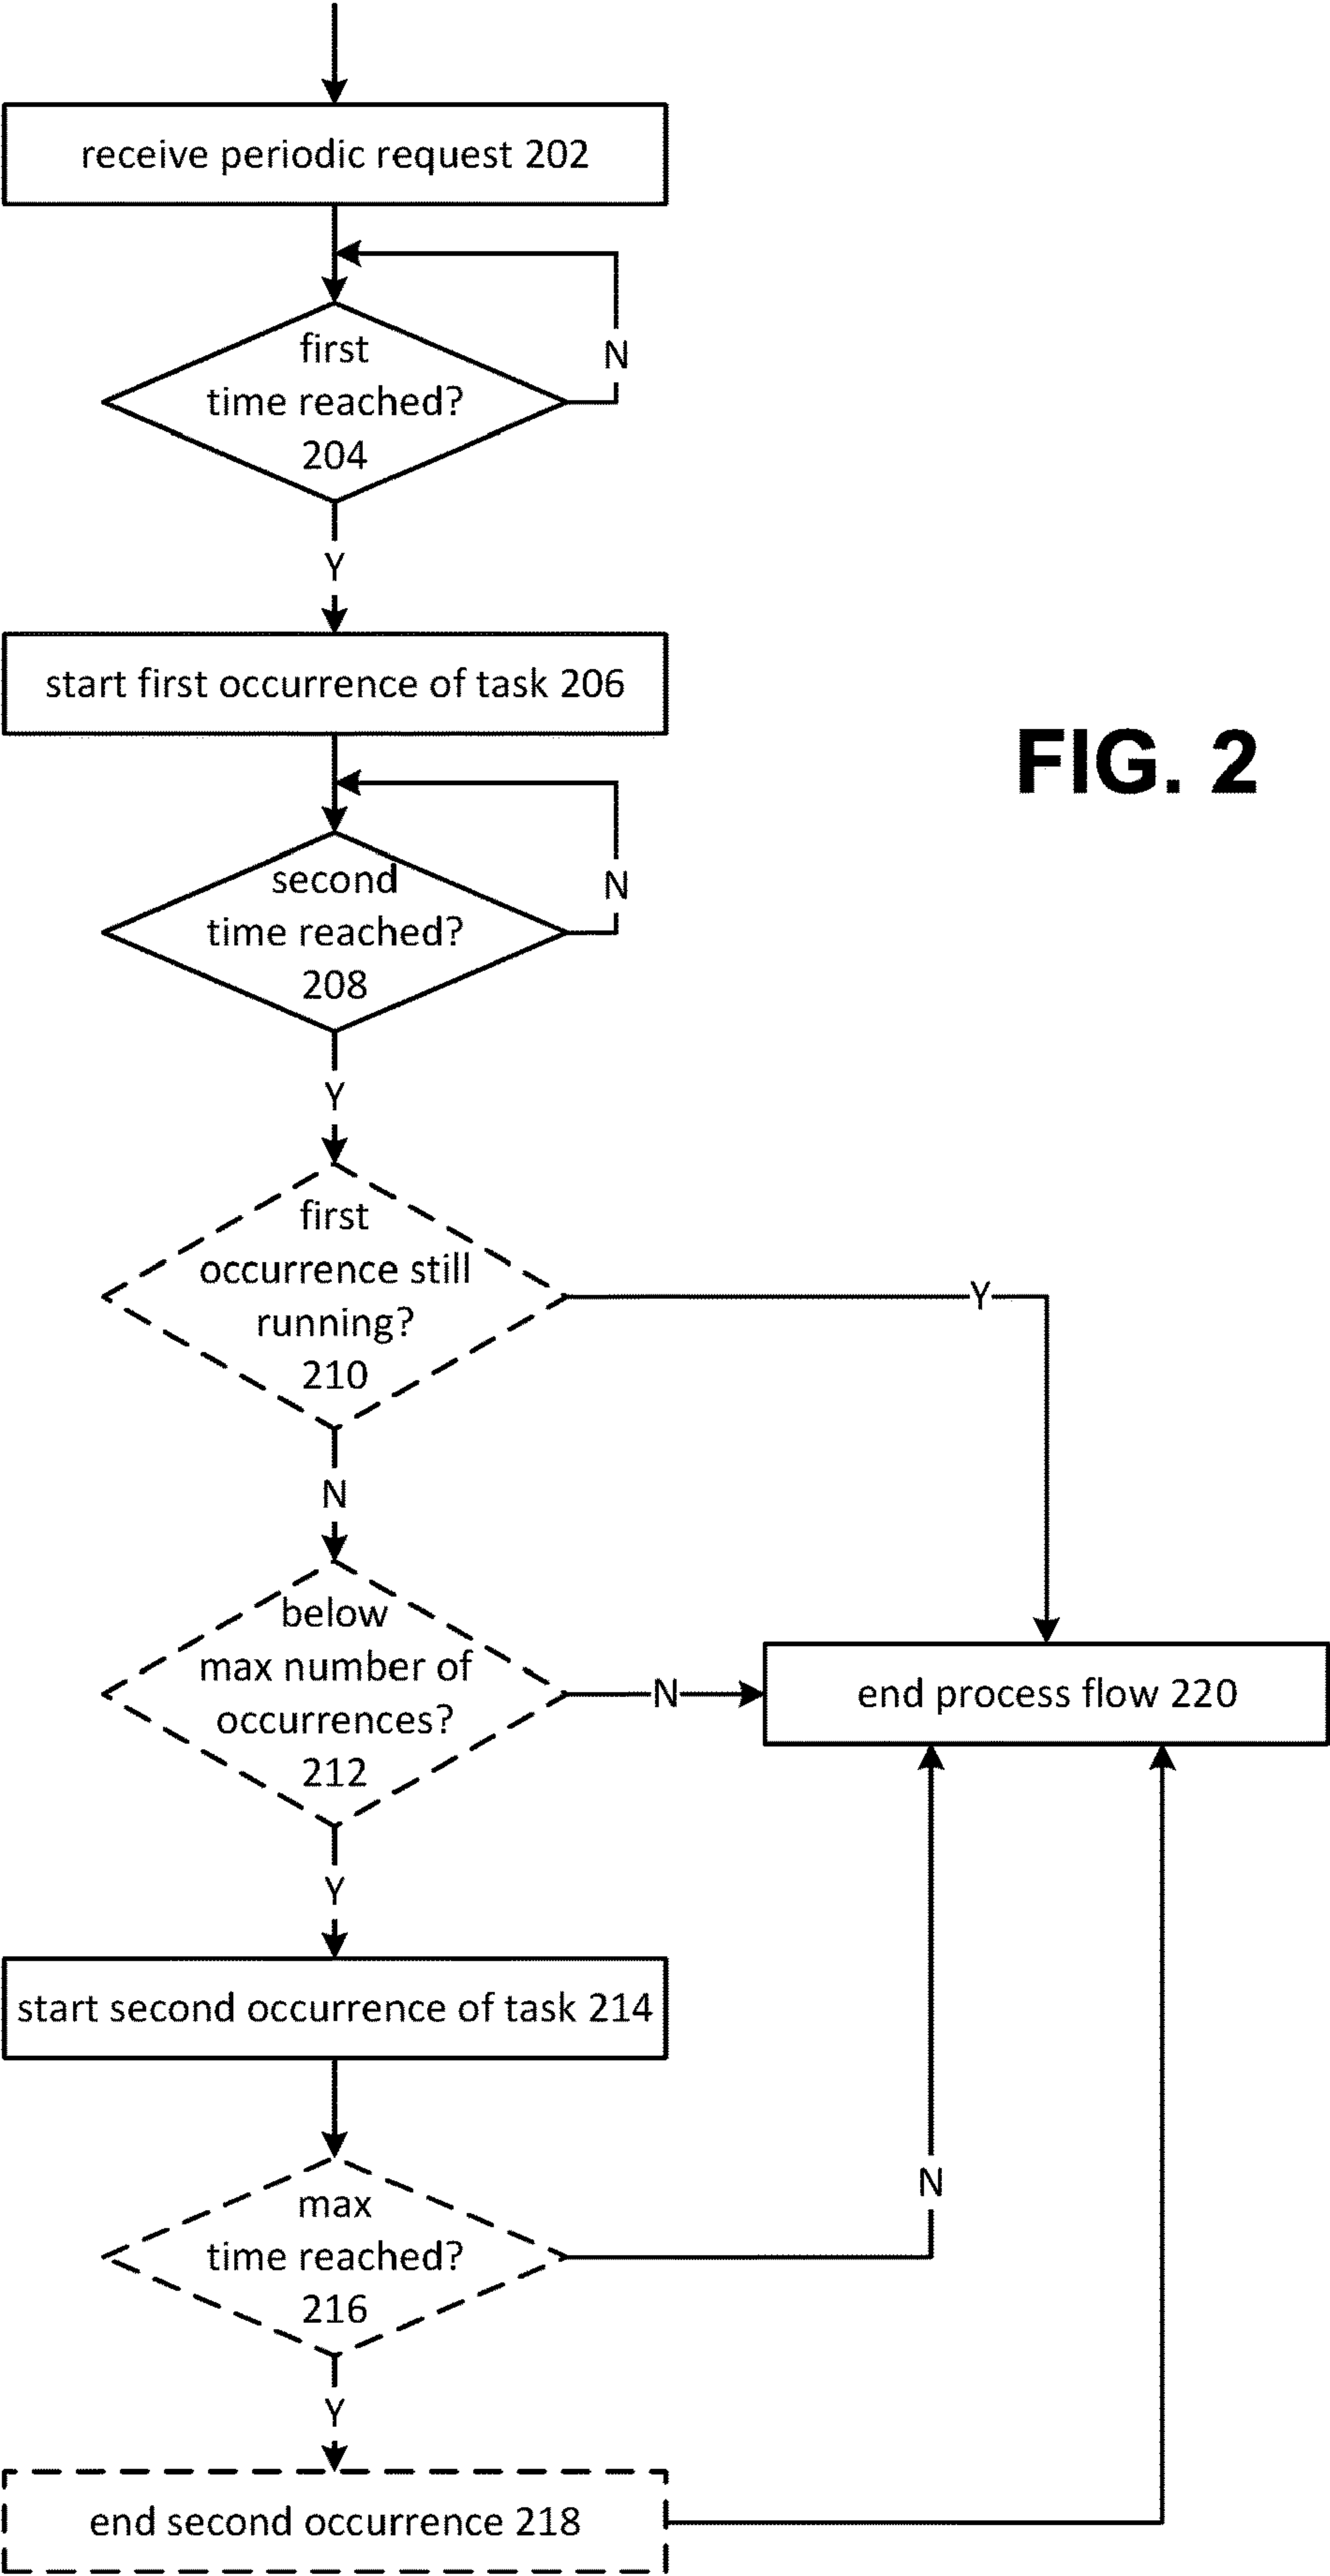 receive periodic request 202
N
first
time reached?
204
Y
start first occurrence of task 206
FIG. 2
N
second
time reached?
208
Y
first
occurrence still
running?
210
Y
N
below
max number of
occurrences?
212
N
end process flow 220
Y
start second occurrence of task 214
N
max
time reached?
216
Y
end second occurrence 218